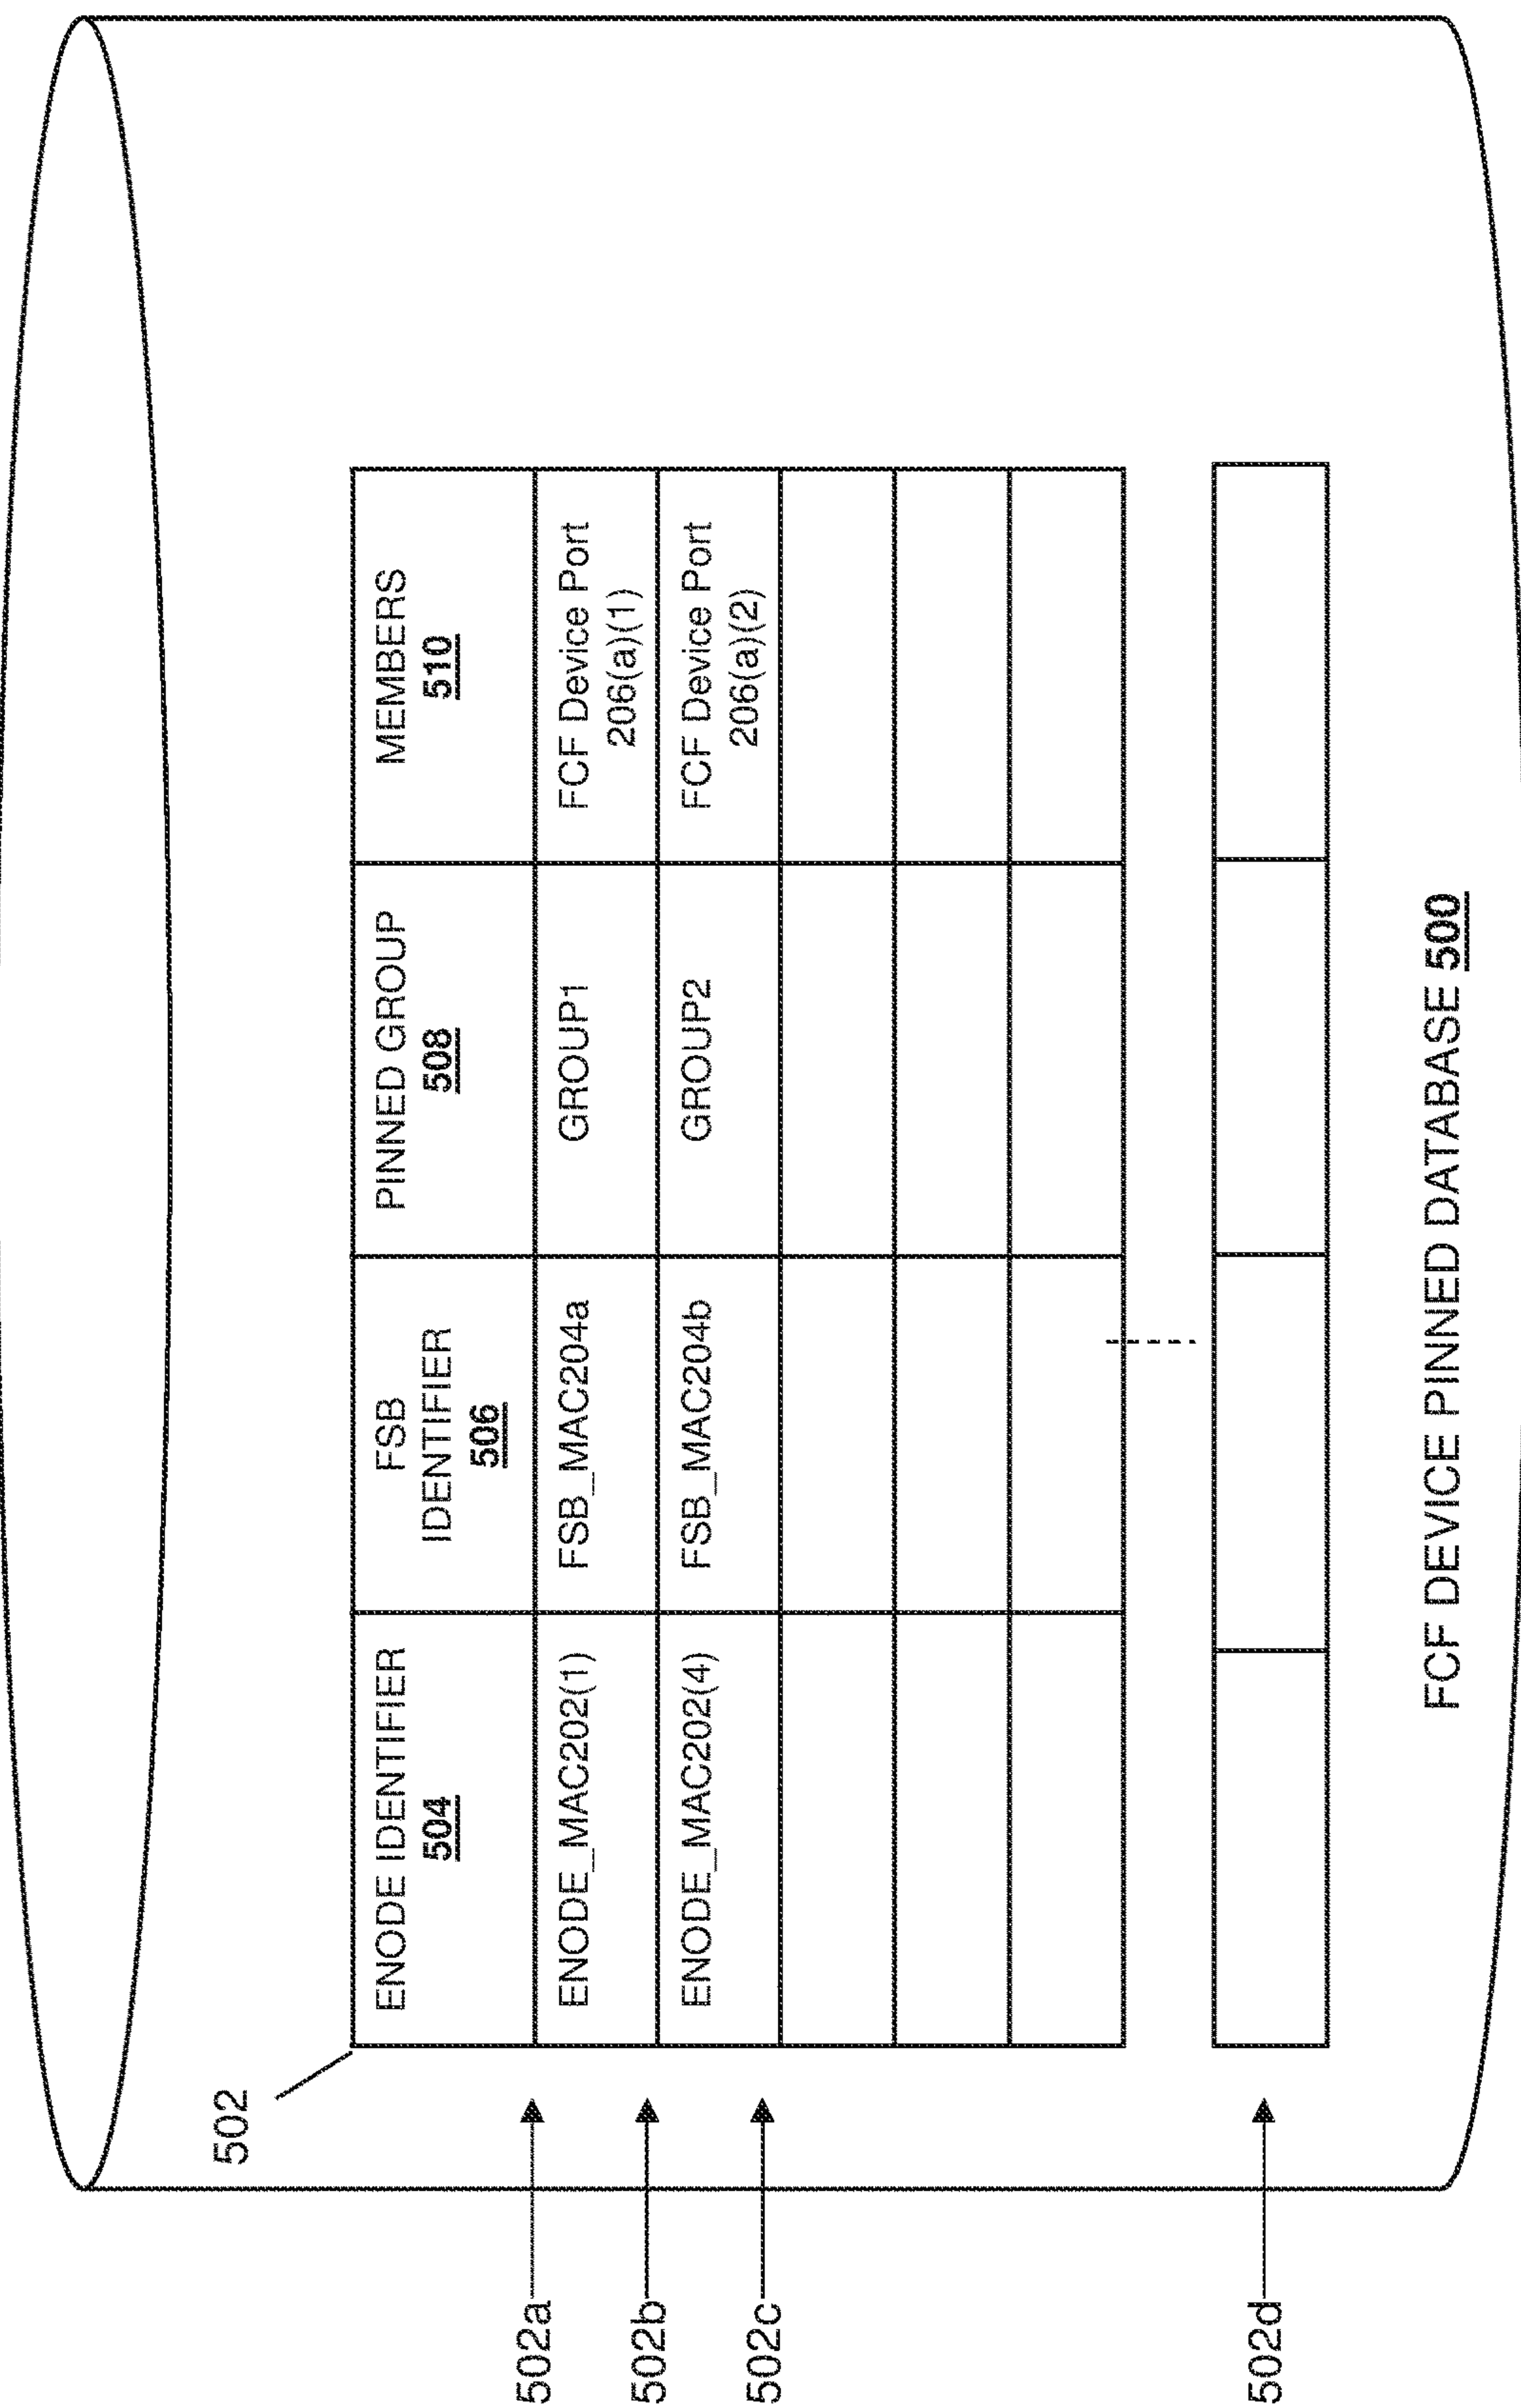 502
ENODE IDENTIFIER
504
FSB
IDENTIFIER
506
PINNED GROUP
508
MEMBERS
510
502a
ENODE_MAC202(1)
FSB_MAC204a
GROUP1
FCF Device Port
206(a)(1)
502b
ENODE_MAC202(4)
FSB_MAC204b
GROUP2
FCF Device Port
206(a)(2)
502c
502d
FCF DEVICE PINNED DATABASE 500